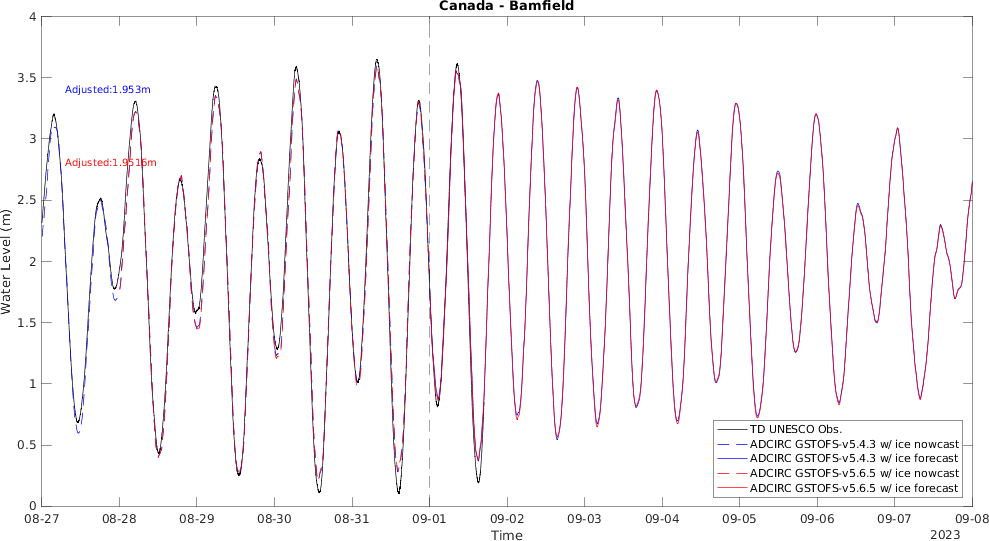 Canada - Bamfield
4
3.5
3
2.5
2
1.5
1
0.5
0
Water Level (m)
Adjusted:1.953m
Adjusted:1.9516m
TD UNESCO Obs.
ADCIRC GSTOFS-v5.4.3 w/ ice nowcast
ADCIRC GSTOFS-v5.4.3 w/ ice forecast
ADCIRC GSTOFS-v5.6.5 w/ ice nowcast
ADCIRC GSTOFS-v5.6.5 w/ ice forecast
08-27 08-28 08-29 08-30 08-31 09-01 09-02 09-03 09-04 09-05 09-06 09-07 09-08
Time
2023